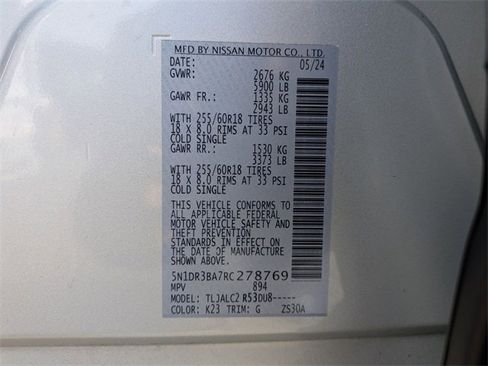 MFD BY NISSAN MOTOR CO., LTD.
DATE: 05/24
GVWR: 2676 KG
5900 LB
GAWR FR.: 1335 KG
2943 LB
WITH 255/60R18 TIRES
18 X 8.0 RIMS AT 33 PSI
COLD SINGLE
GAWR RR.: 1530 KG
3373 LB
WITH 255/60R18 TIRES
18 X 8.0 RIMS AT 33 PSI
COLD SINGLE
THIS VEHICLE CONFORMS TO
ALL APPLICABLE FEDERAL
MOTOR VEHICLE SAFETY AND
THEFT PREVENTION
STANDARDS IN EFFECT ON
THE DATE OF MANUFACTURE
SHOWN ABOVE.
5N1DR3BA7RC278769
MPV 894
MODEL: TLJALC2 R53DU8-----
COLOR: K23 TRIM: G ZS30A